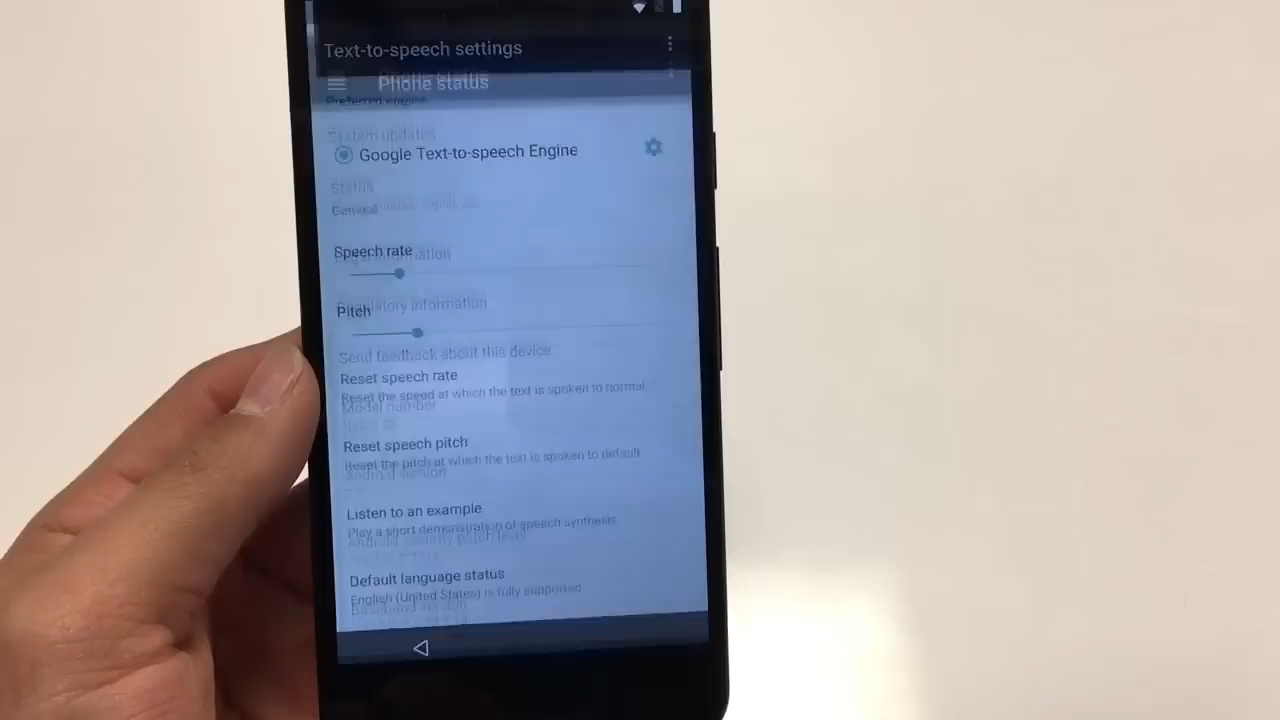 Text-to-speech settings
Phone status
Preferred engine
System updates
Google Text-to-speech Engine
Status
General
Speech rate
information
Pitch
Regulatory information
Send feedback about this device
Reset speech rate
Reset the speed at which the text is spoken to normal
Model number
Reset speech pitch
Reset the pitch at which the text is spoken to default
Android version
Listen to an example
Play a short demonstration of speech synthesis
Android security patch level
Default language status
English (United States) is fully supported
Baseband version